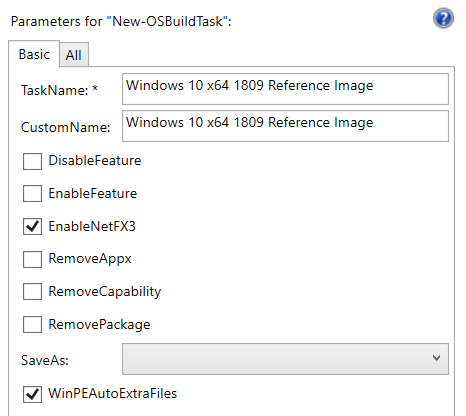 Parameters for "New-OSBuildTask":
?
Basic All
TaskName: * Windows 10 x64 1809 Reference Image
CustomName: Windows 10 x64 1809 Reference Image
DisableFeature
EnableFeature
EnableNetFX3
RemoveAppx
RemoveCapability
RemovePackage
SaveAs:
WinPEAutoExtraFiles